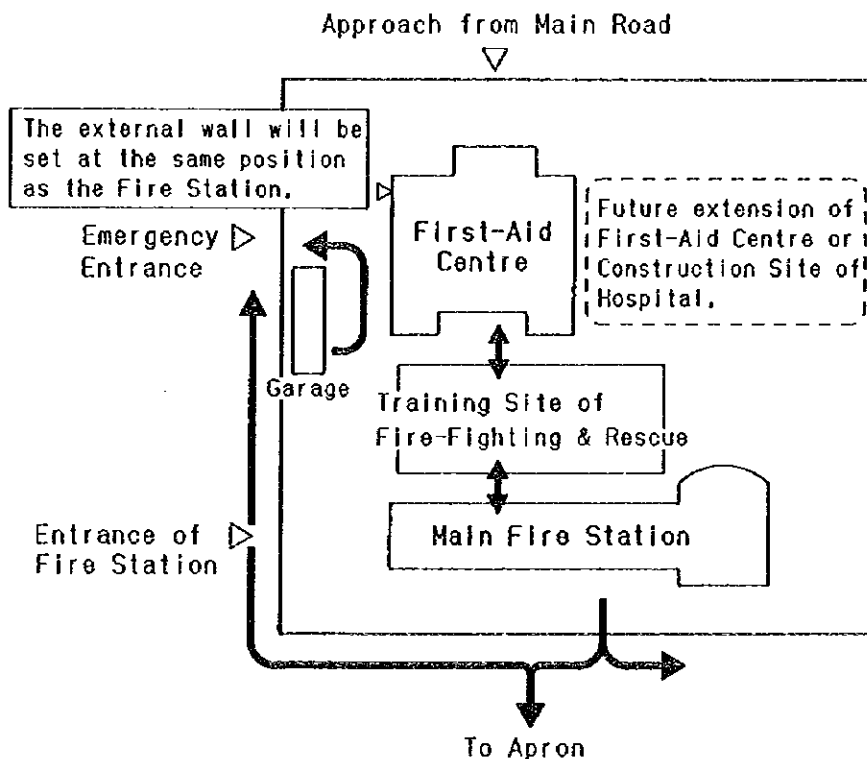 Approach from Main Road
The external wall will be
set at the same position
as the Fire Station.
Emergency
Entrance
First-Aid
Centre
Future extension of
First-Aid Centre or
Construction Site of
Hospital.
Garage
Training Site of
Fire-Fighting & Rescue
Entrance of
Fire Station
Main Fire Station
To Apron